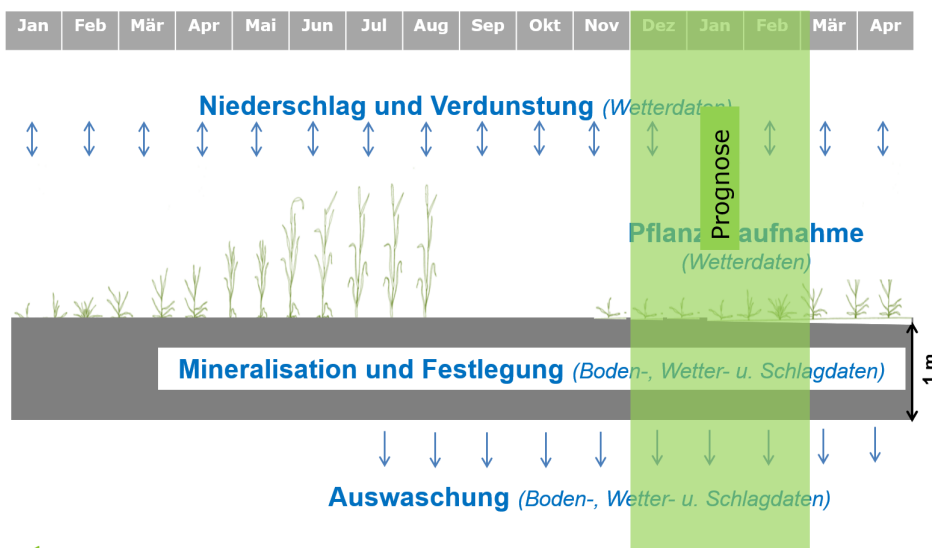 Jan Feb Mär Apr Mai Jun Jul Aug Sep Okt Nov Dez Jan Feb Mär Apr
Niederschlag und Verdunstung (Wetterdaten)
Prognose
Pflanzenaufnahme
(Wetterdaten)
Mineralisation und Festlegung (Boden-, Wetter- u. Schlagdaten)
1 m
Auswaschung (Boden-, Wetter- u. Schlagdaten)